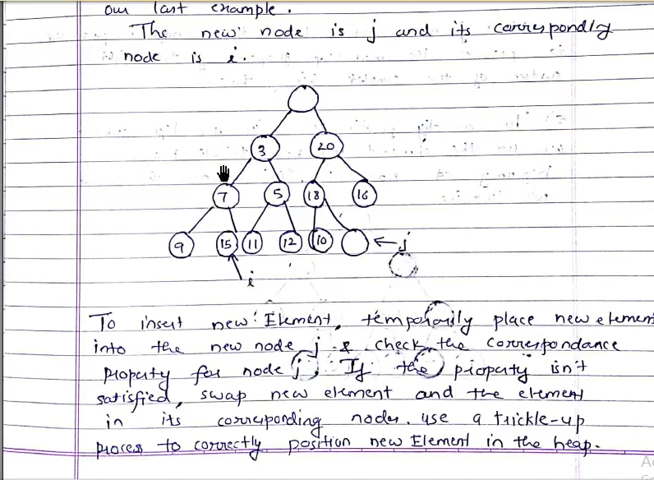 our last example.
The new node is j and its correspondly
node is i.
3 20
7 5 18 16
9 15 11 12 10 j
i
To insert new Element, temporarily place new element
into the new node j & check the correspondance
property for node j. If the property isn't
satisfied, swap new element and the element
in its corresponding node. use a trickle-up
process to correctly position new Element in the heap.